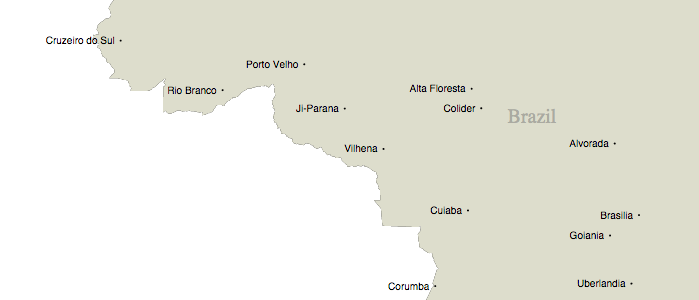 Cruzeiro do Sul
Porto Velho
Rio Branco
Alta Floresta
Ji-Parana
Colider
Brazil
Alvorada
Vilhena
Cuiaba
Brasilia
Goiania
Corumba
Uberlandia